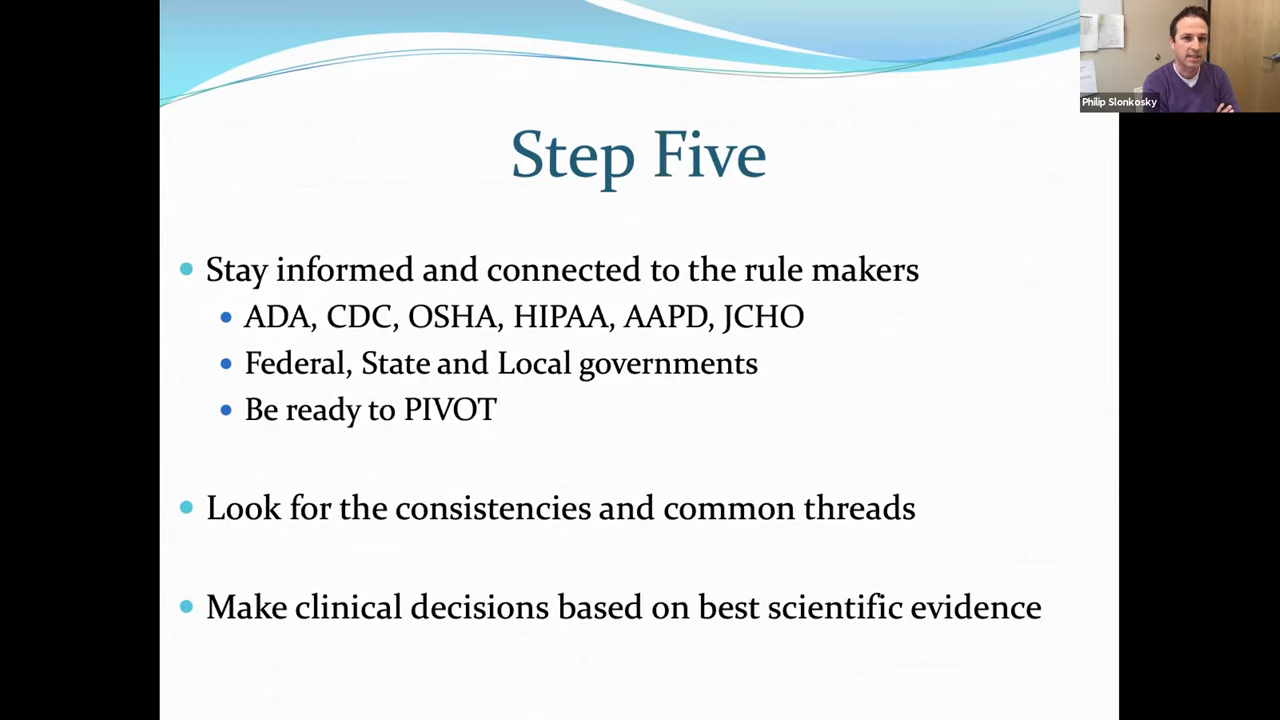 Philip Slonkosky
Step Five
Stay informed and connected to the rule makers
ADA, CDC, OSHA, HIPAA, AAPD, JCHO
Federal, State and Local governments
Be ready to PIVOT
Look for the consistencies and common threads
Make clinical decisions based on best scientific evidence